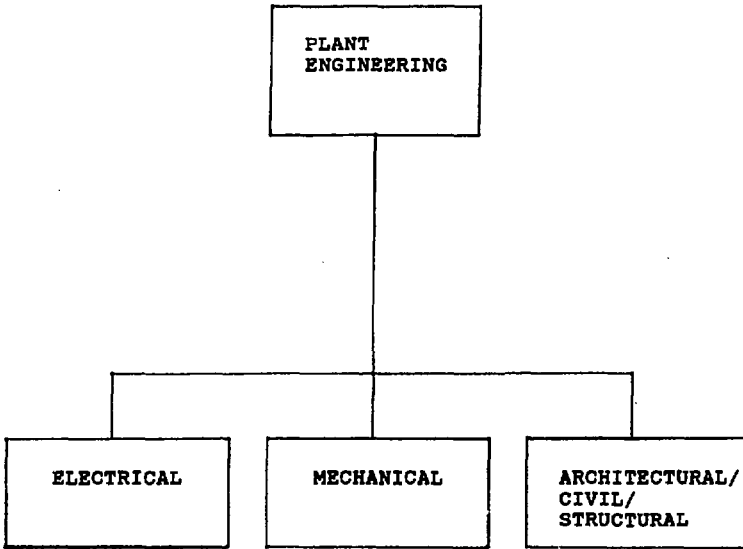 PLANT
ENGINEERING
ELECTRICAL
MECHANICAL
ARCHITECTURAL/
CIVIL/
STRUCTURAL